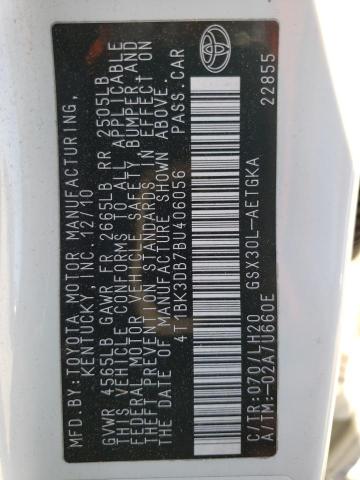 MFD.BY:TOYOTA MOTOR MANUFACTURING,
KENTUCKY, INC. 12/10
GVWR 4565LB GAWR FR 2665LB RR 2505LB
THIS VEHICLE CONFORMS TO ALL APPLICABLE
FEDERAL MOTOR VEHICLE SAFETY, BUMPER,AND
THEFT PREVENTION STANDARDS IN EFFECT ON
THE DATE OF MANUFACTURE SHOWN ABOVE.
4T1BK3DB7BU406056 PASS.CAR
C/TR:070/LH20 GSX30L-AETGKA
A/TM:-02A/U660E 22855